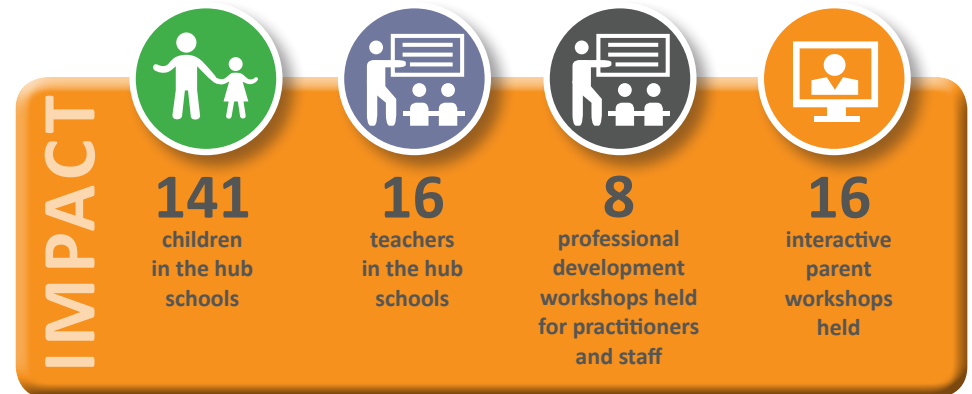 IMPACT
141
children
in the hub
schools
16
teachers
in the hub
schools
8
professional
development
workshops held
for practitioners
and staff
16
interactive
parent
workshops
held